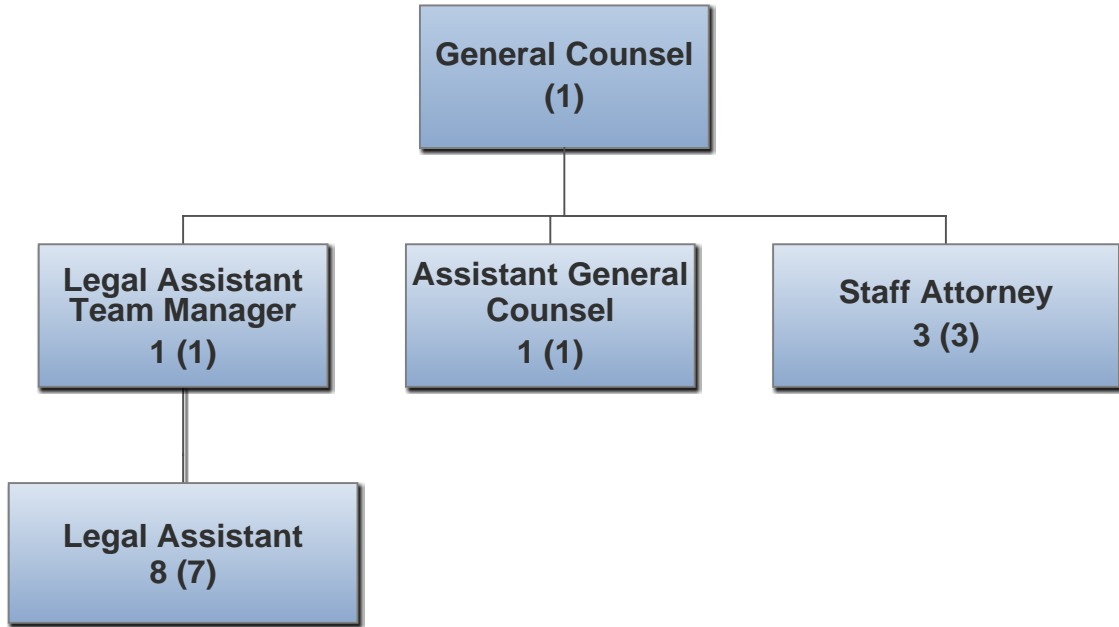 General Counsel
(1)
Legal Assistant
Team Manager
1 (1)
Assistant General
Counsel
1 (1)
Staff Attorney
3 (3)
Legal Assistant
8 (7)